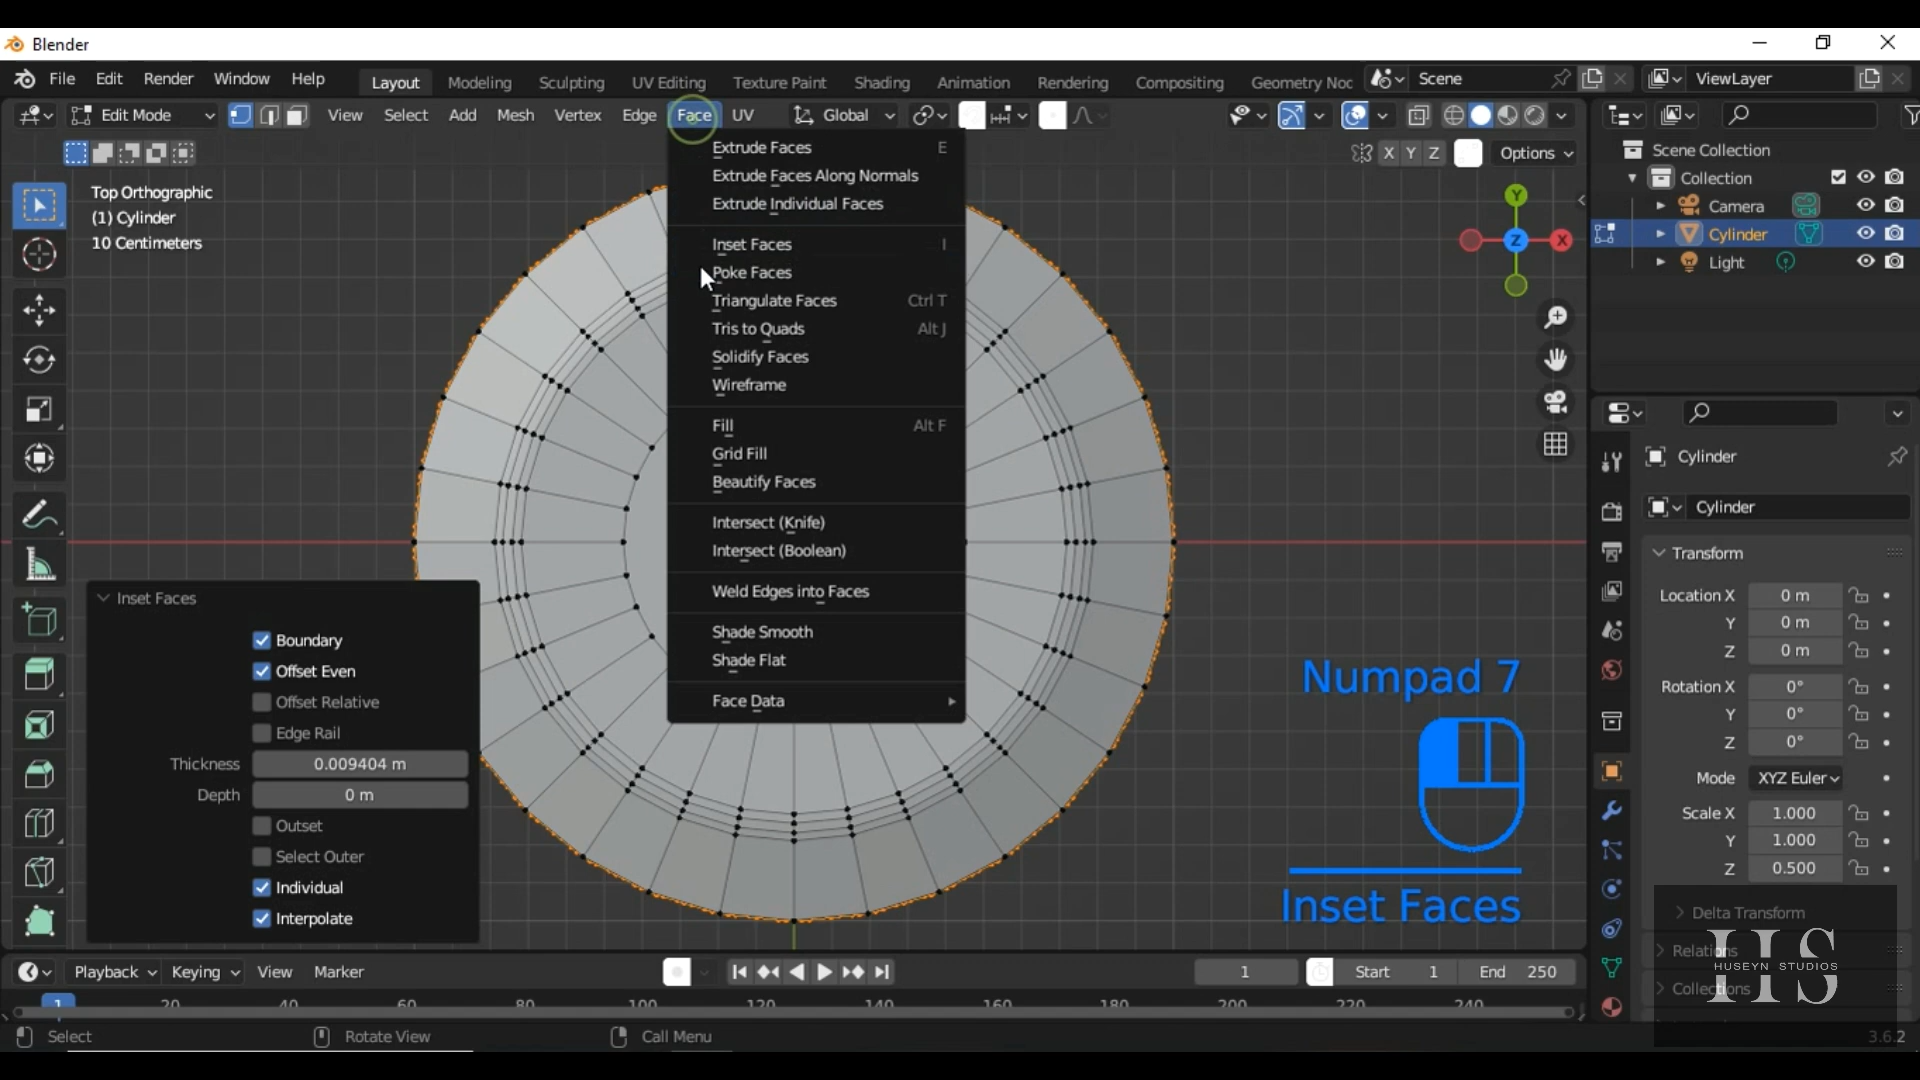 Blender
File Edit Render Window Help Layout Modeling Sculpting UV Editing Texture Paint Shading Animation Rendering Compositing Geometry Noc Scene ViewLayer
Edit Mode View Select Add Mesh Vertex Edge Face UV Global
X Y Z Options
Top Orthographic
(1) Cylinder
10 Centimeters
Extrude Faces E
Extrude Faces Along Normals
Extrude Individual Faces
Inset Faces I
Poke Faces
Triangulate Faces Ctrl T
Tris to Quads Alt J
Solidify Faces
Wireframe
Fill Alt F
Grid Fill
Beautify Faces
Intersect (Knife)
Intersect (Boolean)
Weld Edges into Faces
Shade Smooth
Shade Flat
Face Data
Y
Z X
Scene Collection
Collection
Camera
Cylinder
Light
Cylinder
Cylinder
Transform
Location X 0 m
Y 0 m
Z 0 m
Rotation X 0°
Y 0°
Z 0°
Mode XYZ Euler
Scale X 1.000
Y 1.000
Z 0.500
Delta Transform
Relations
Collections
HS
HUSEYN STUDIOS
Inset Faces
Boundary
Offset Even
Offset Relative
Edge Rail
Thickness 0.009404 m
Depth 0 m
Outset
Select Outer
Individual
Interpolate
Numpad 7
Inset Faces
Playback Keying View Marker 1 Start 1 End 250
1 20 40 60 80 100 120 140 160 180 200 220 240
Select Rotate View Call Menu 3.6.2